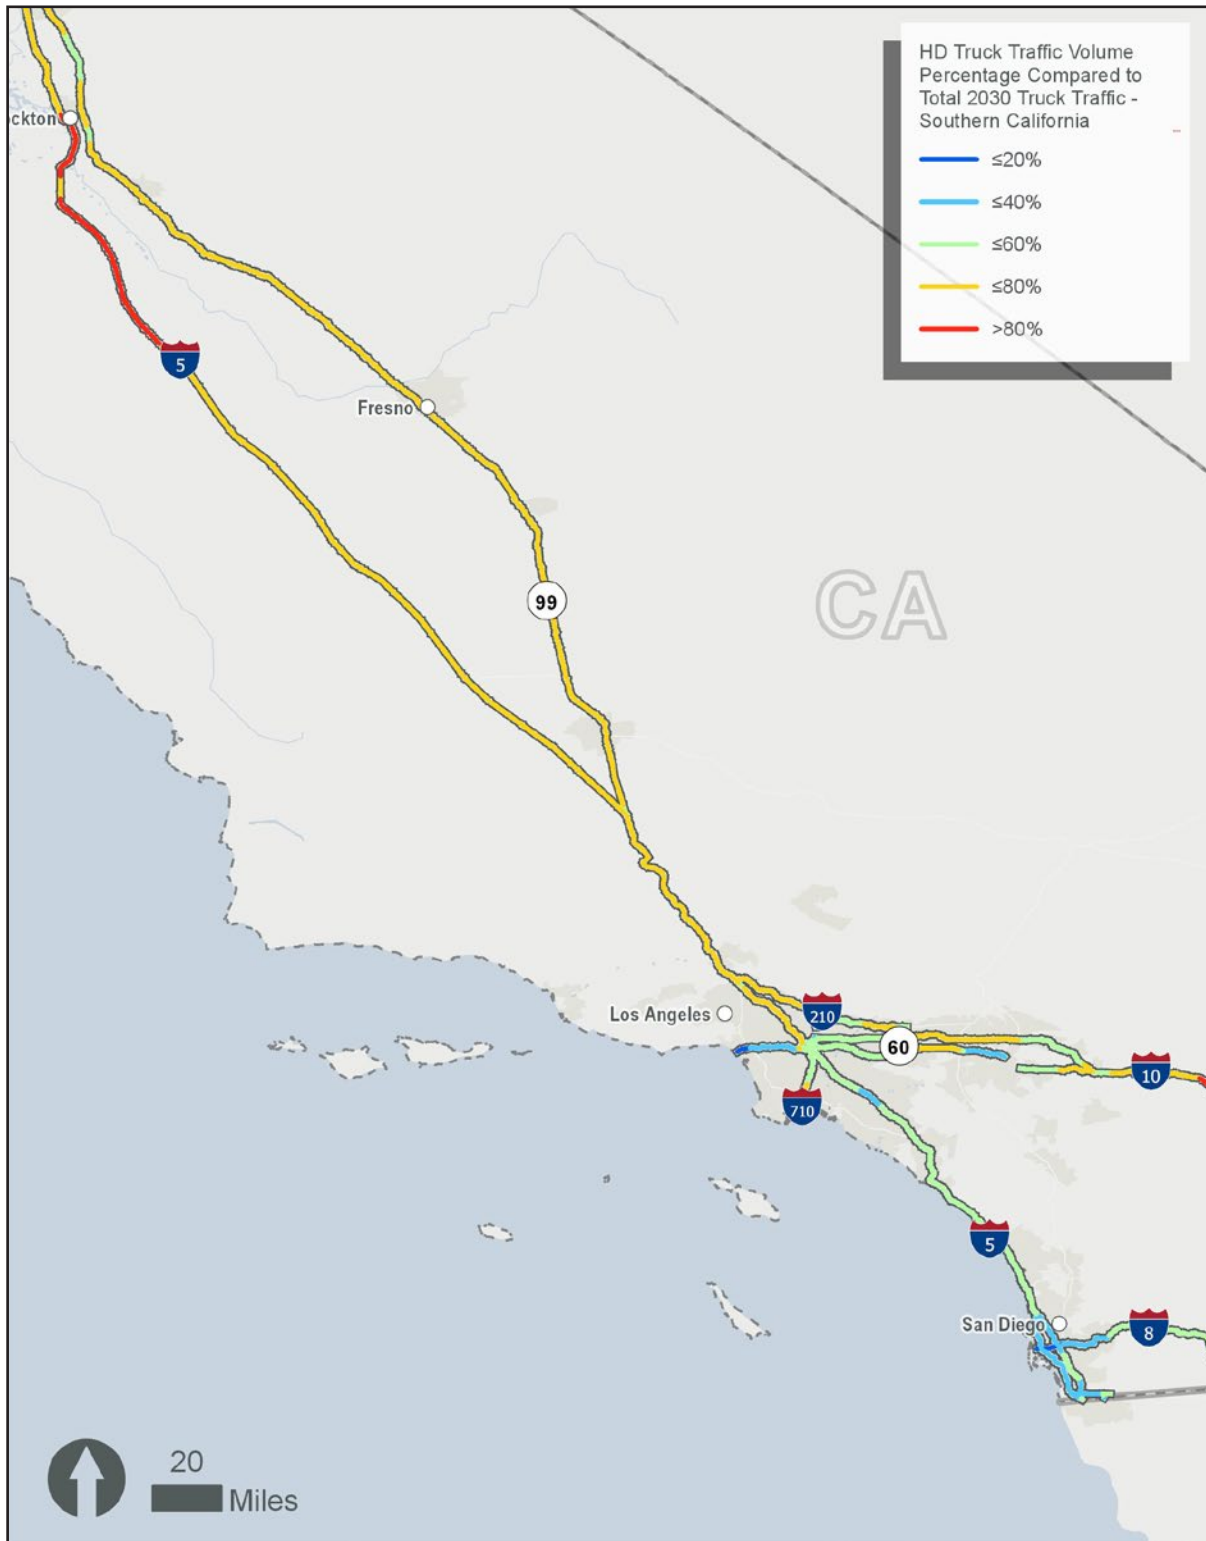 HD Truck Traffic Volume
Percentage Compared to
Total 2030 Truck Traffic -
Southern California
≤20%
≤40%
≤60%
≤80%
>80%
ockton
5
Fresno
99
CA
Los Angeles
210
60
10
710
5
San Diego
8
20
Miles